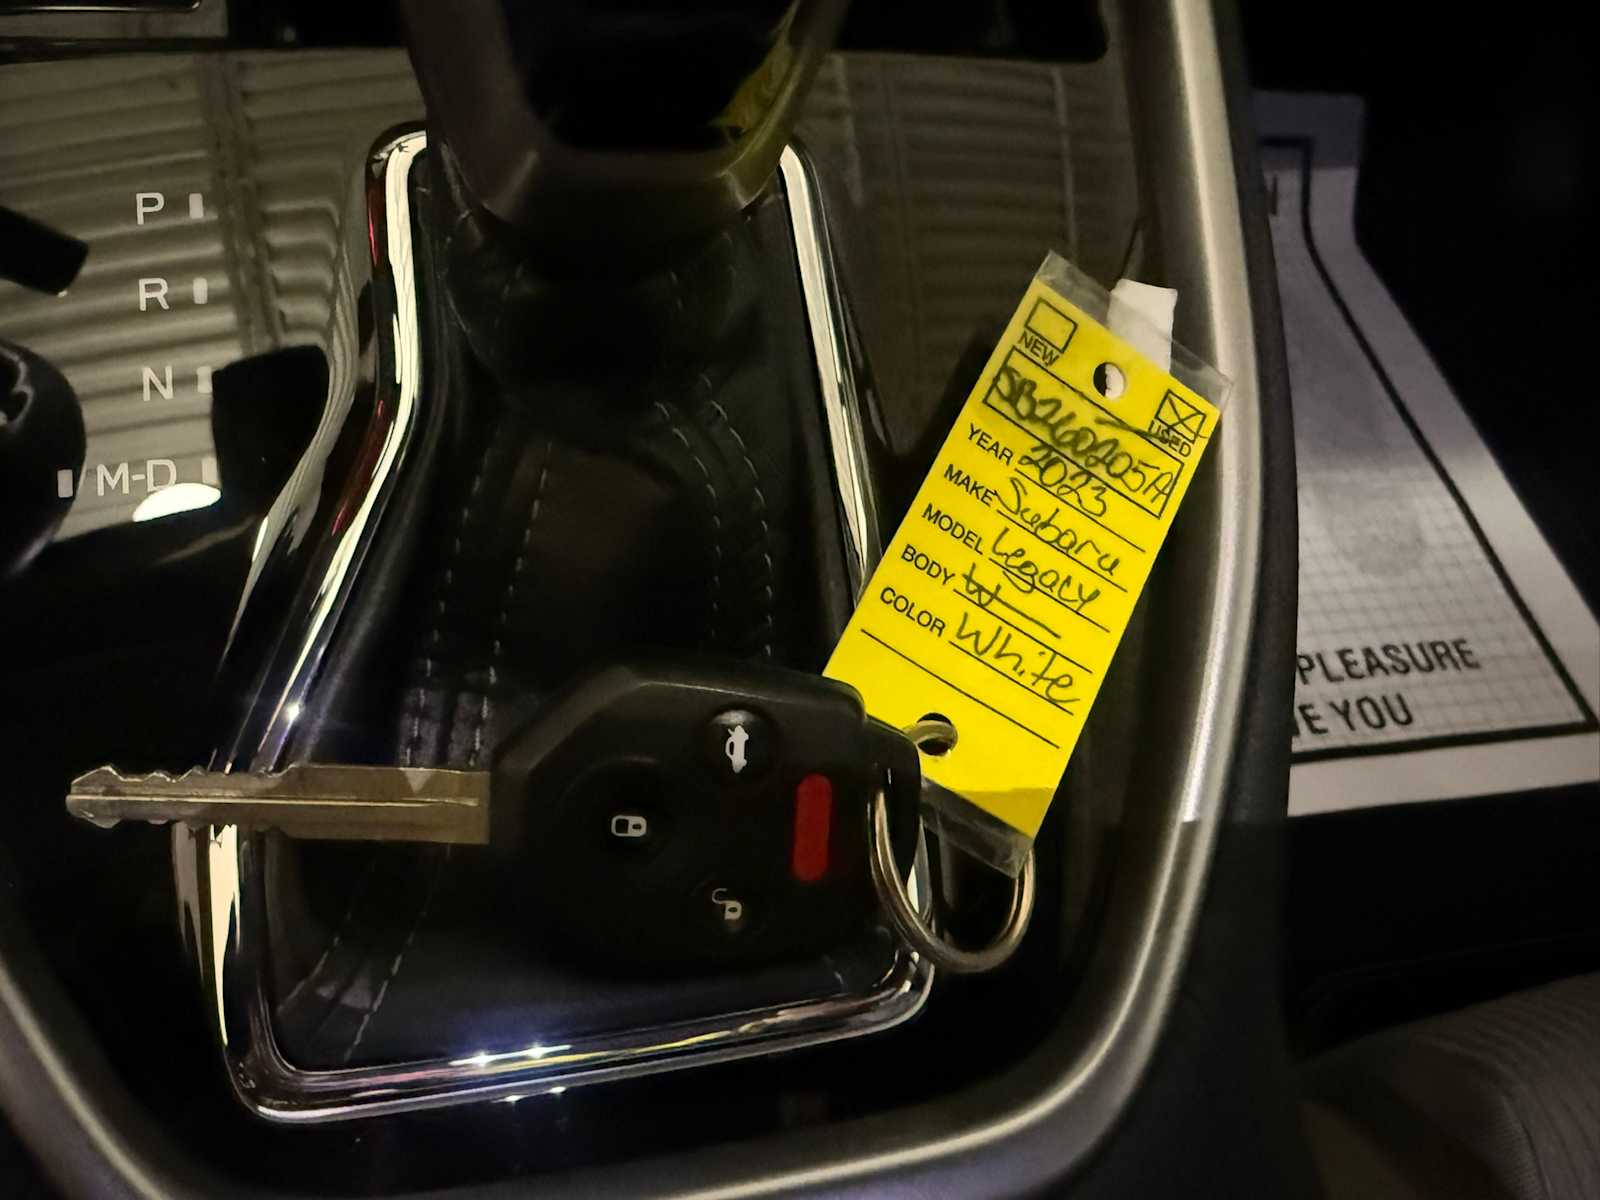 P
R
N
M-D
NEW
USED
SB260205A
YEAR 2023
MAKE Subaru
MODEL Legacy
BODY W
COLOR White
PLEASURE
YOU